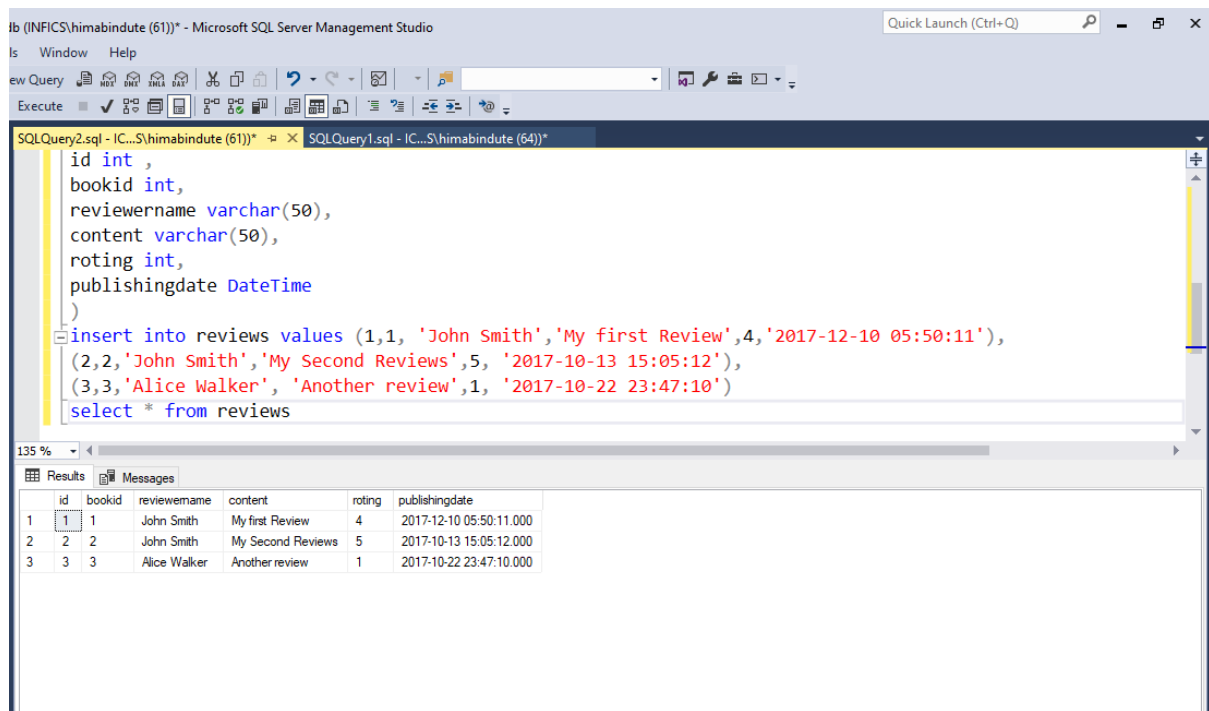 lb (INFICS\himabindute (61))* - Microsoft SQL Server Management Studio
Quick Launch (Ctrl+Q)
ls Window Help
ew Query MDX DMX XMLA DAX
Execute
SQLQuery2.sql - IC...S\himabindute (61))* SQLQuery1.sql - IC...S\himabindute (64))*
id int ,
bookid int,
reviewername varchar(50),
content varchar(50),
roting int,
publishingdate DateTime
)
insert into reviews values (1,1, 'John Smith','My first Review',4,'2017-12-10 05:50:11'),
(2,2,'John Smith','My Second Reviews',5, '2017-10-13 15:05:12'),
(3,3,'Alice Walker', 'Another review',1, '2017-10-22 23:47:10')
select * from reviews
135 %
Results Messages
id bookid reviewername content roting publishingdate
1 1 1 John Smith My first Review 4 2017-12-10 05:50:11.000
2 2 2 John Smith My Second Reviews 5 2017-10-13 15:05:12.000
3 3 3 Alice Walker Another review 1 2017-10-22 23:47:10.000